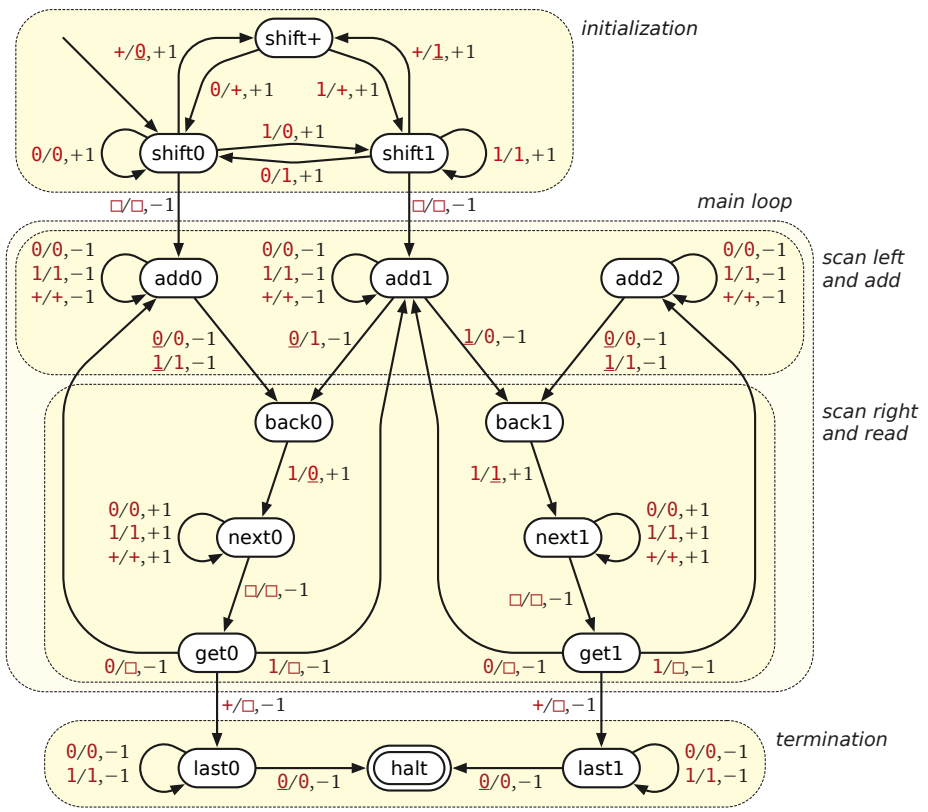 initialization
shift+
+/0̲,+1
+/1̲,+1
0/+,+1
1/+,+1
0/0,+1
shift0
1/0,+1
0/1,+1
shift1
1/1,+1
□/□,−1
□/□,−1
main loop
0/0,−1
1/1,−1
+/+,−1
add0
0/0,−1
1/1,−1
+/+,−1
add1
add2
0/0,−1
1/1,−1
+/+,−1
scan left
and add
0̲/0,−1
1̲/1,−1
0̲/1,−1
1̲/0,−1
0̲/0,−1
1̲/1,−1
back0
back1
scan right
and read
1/0̲,+1
1/1̲,+1
0/0,+1
1/1,+1
+/+,+1
next0
next1
0/0,+1
1/1,+1
+/+,+1
□/□,−1
□/□,−1
get0
get1
0/□,−1
1/□,−1
0/□,−1
1/□,−1
+/□,−1
+/□,−1
termination
0/0,−1
1/1,−1
last0
halt
last1
0/0,−1
1/1,−1
0̲/0,−1
0̲/0,−1